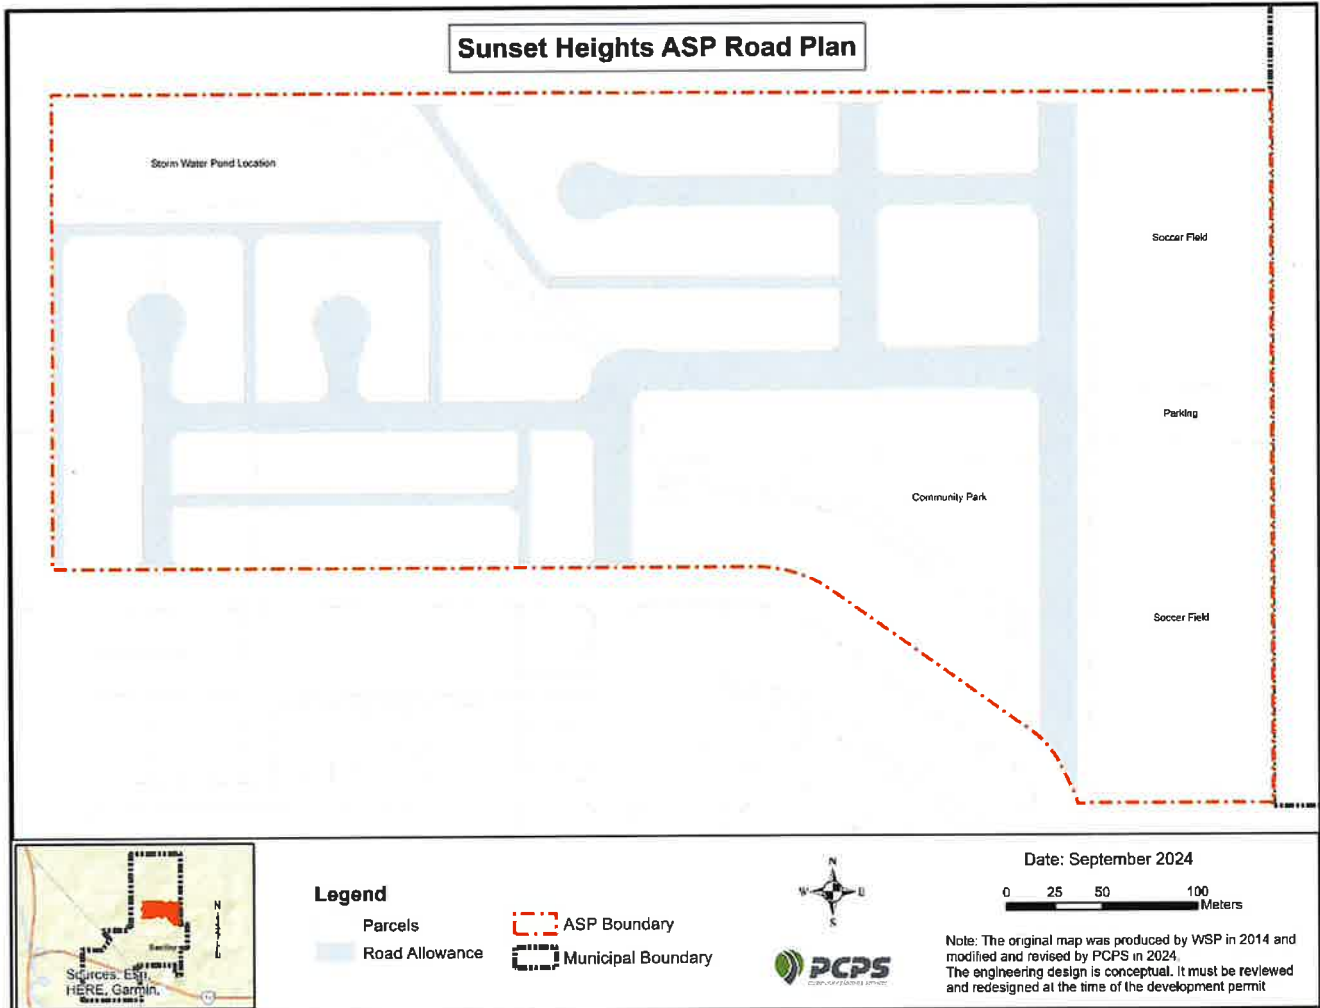 Sunset Heights ASP Road Plan
Storm Water Pond Location
Soccer Field
Parking
Community Park
Soccer Field
Legend
Parcels
Road Allowance
ASP Boundary
Municipal Boundary
N
W E
S
PCPS
Date: September 2024
0 25 50 100
Meters
Note: The original map was produced by WSP in 2014 and
modified and revised by PCPS in 2024.
The engineering design is conceptual. It must be reviewed
and redesigned at the time of the development permit
N
Bentley
Sources: Esri,
HERE, Garmin,